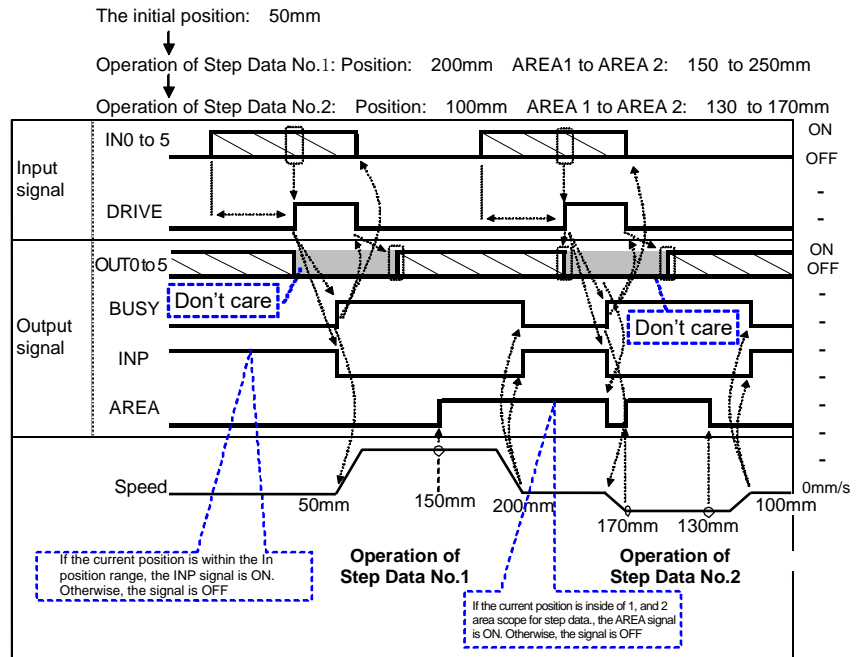 The initial position: 50mm
Operation of Step Data No.1: Position: 200mm AREA1 to AREA 2: 150 to 250mm
Operation of Step Data No.2: Position: 100mm AREA 1 to AREA 2: 130 to 170mm
Input signal
IN0 to 5
ON
OFF
-
DRIVE
-
Output signal
OUT0 to 5
ON
OFF
-
Don't care
BUSY
-
Don't care
-
INP
-
-
AREA
-
-
Speed
50mm
150mm
200mm
170mm
130mm
100mm
0mm/s
If the current position is within the In position range, the INP signal is ON. Otherwise, the signal is OFF
Operation of Step Data No.1
Operation of Step Data No.2
If the current position is inside of 1, and 2 area scope for step data., the AREA signal is ON. Otherwise, the signal is OFF